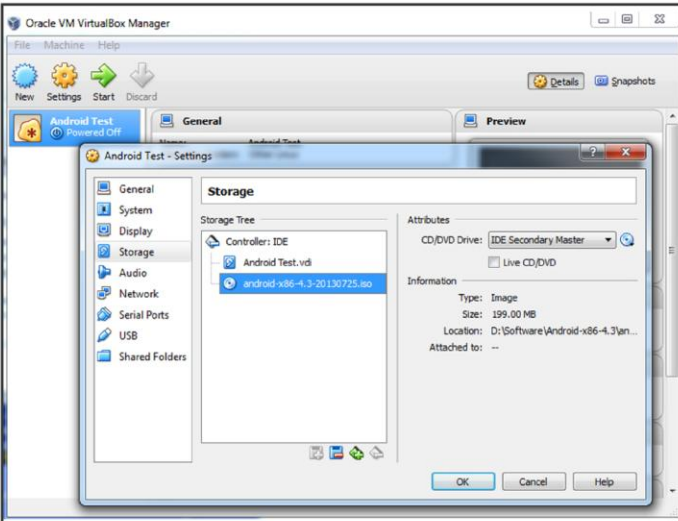 Oracle VM VirtualBox Manager
File Machine Help
New Settings Start Discard
Details Snapshots
Android Test
Powered Off
General
Preview
Name: Android Test
Android Test - Settings
General
System
Display
Storage
Audio
Network
Serial Ports
USB
Shared Folders
Storage
Storage Tree
Controller: IDE
Android Test.vdi
android-x86-4.3-20130725.iso
Attributes
CD/DVD Drive: IDE Secondary Master
Live CD/DVD
Information
Type: Image
Size: 199.00 MB
Location: D:\Software\Android-x86-4.3\an...
Attached to: --
OK Cancel Help